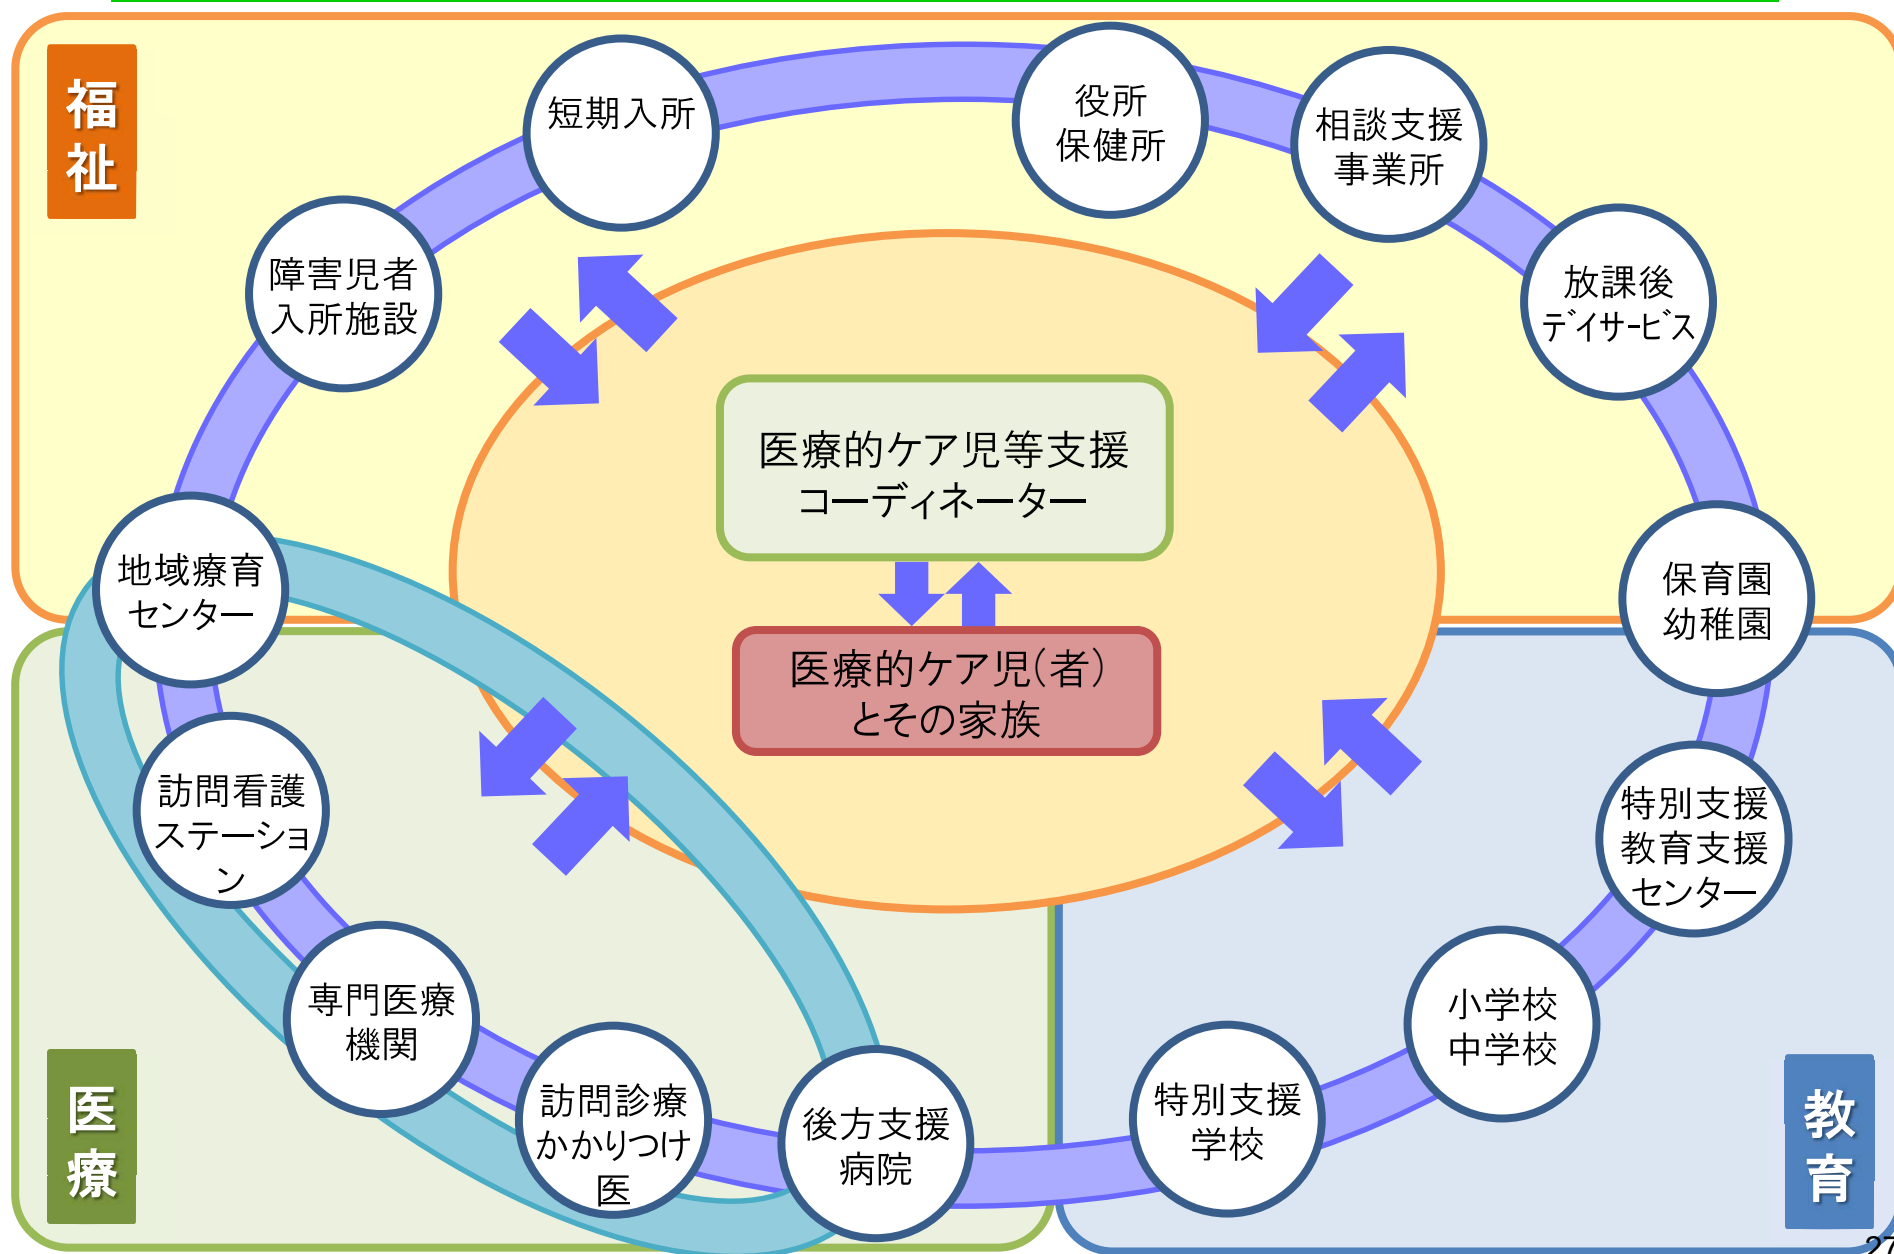 福
祉
短期入所
役所
保健所
相談支援
事業所
障害児者
入所施設
放課後
ﾃﾞｲｻｰﾋﾞｽ
医療的ケア児等支援
コーディネーター
地域療育
センター
保育園
幼稚園
医療的ケア児(者)
とその家族
訪問看護
ステーショ
ン
特別支援
教育支援
センター
専門医療
機関
小学校
中学校
訪問診療
かかりつけ
医
後方支援
病院
特別支援
学校
医
療
教
育
27